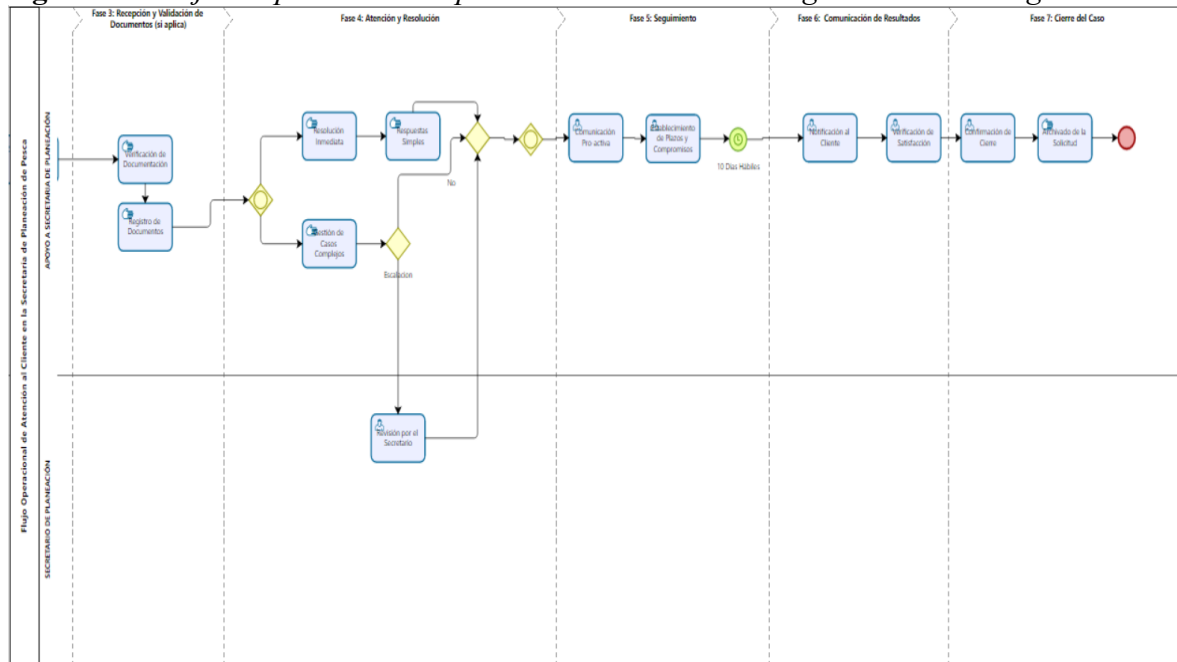 Fase 3: Recepción y Validación de
Documentos (si aplica)
Fase 4: Atención y Resolución
Fase 5: Seguimiento
Fase 6: Comunicación de Resultados
Fase 7: Cierre del Caso
Flujo Operacional de Atención al Cliente en la Secretaria de Planeación de Pesca
APOYO A SECRETARIA DE PLANEACIÓN
Verificación de
Documentación
Registro de
Documentos
Resolución
Inmediata
Respuestas
Simples
Gestión de
Casos
Complejos
No
Escalacion
Comunicación
Pro activa
Establecimiento
de Plazos y
Compromisos
10 Dias Hábiles
Notificación al
Cliente
Verificación de
Satisfacción
Confirmación de
Cierre
Archivado de la
Solicitud
SECRETARIO DE PLANEACIÓN
Revisión por el
Secretario